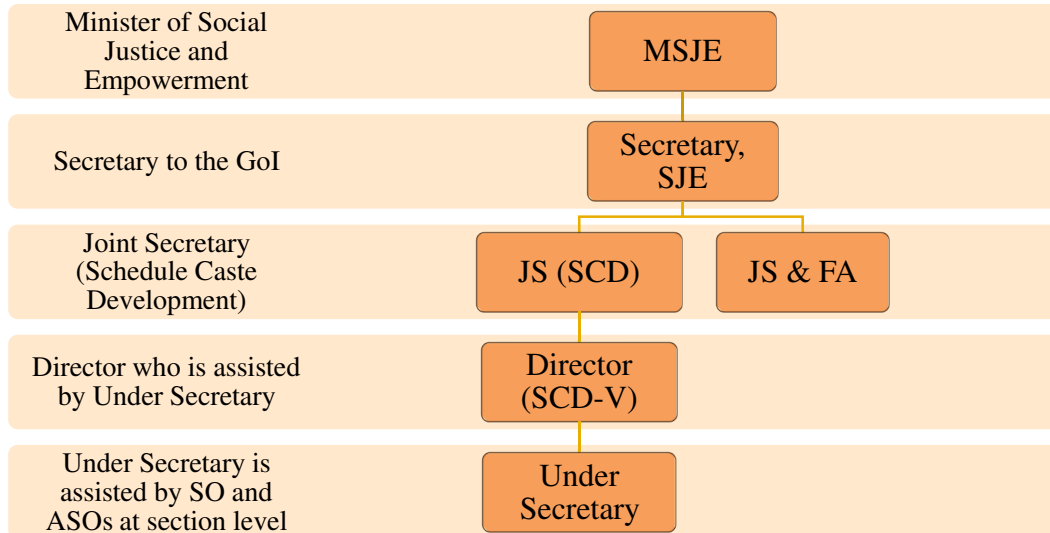 Minister of Social
Justice and
Empowerment
MSJE
Secretary to the GoI
Secretary,
SJE
Joint Secretary
(Schedule Caste
Development)
JS (SCD)
JS & FA
Director who is assisted
by Under Secretary
Director
(SCD-V)
Under Secretary is
assisted by SO and
ASOs at section level
Under
Secretary